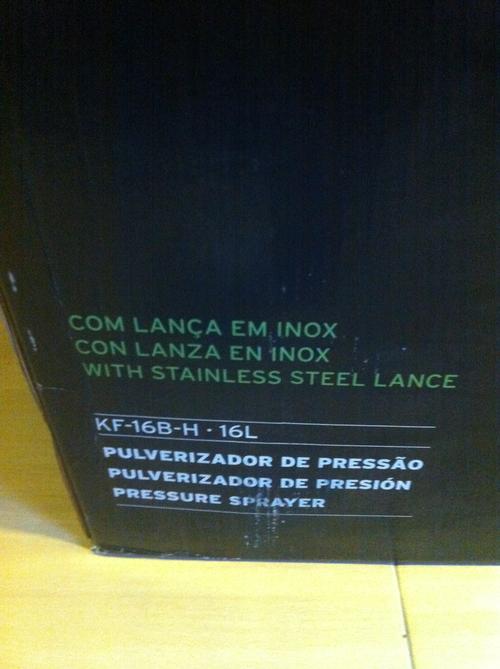 COM LANÇA EM INOX
CON LANZA EN INOX
WITH STAINLESS STEEL LANCE
KF-16B-H · 16L
PULVERIZADOR DE PRESSÃO
PULVERIZADOR DE PRESIÓN
PRESSURE SPRAYER